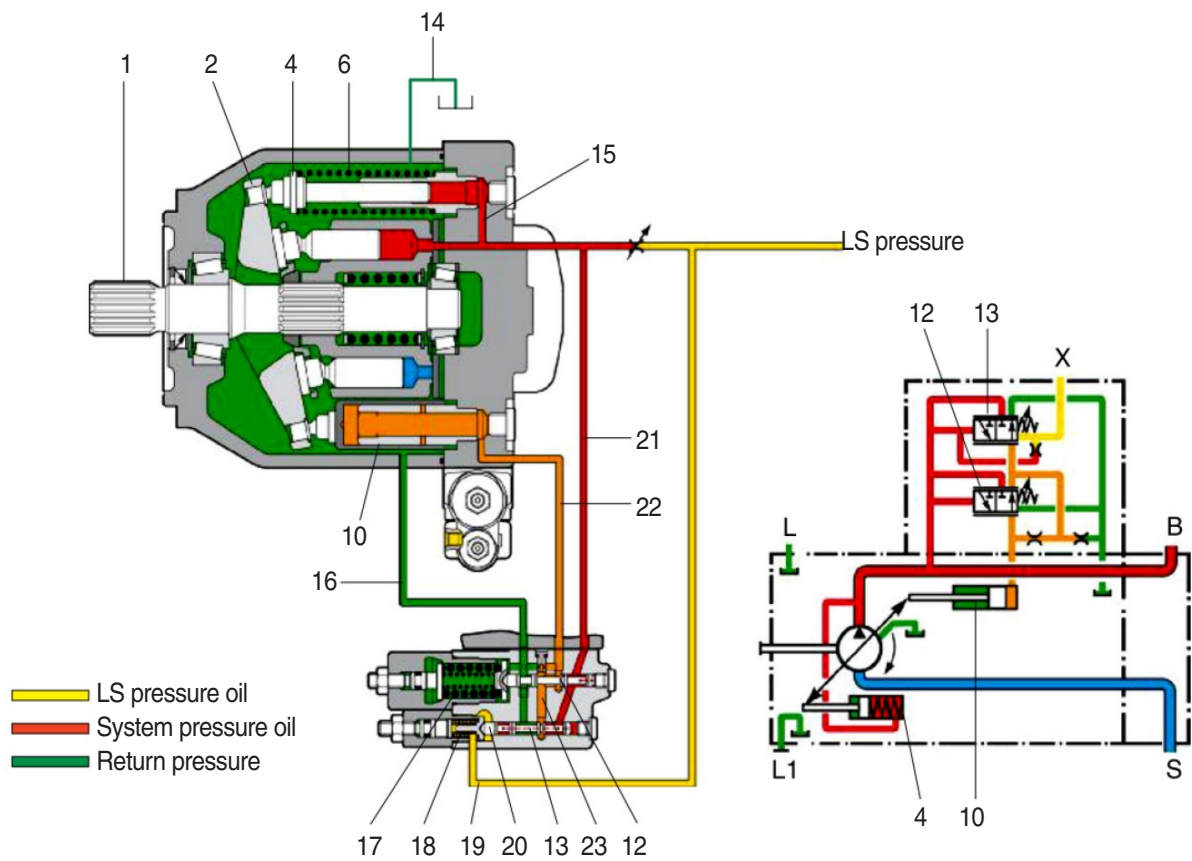 14
1 2 4 6
15
LS pressure
12 13
X
21
22
10
16
L
B
LS pressure oil
System pressure oil
Return pressure
L1
S
17 18 19 20 13 23 12
4 10